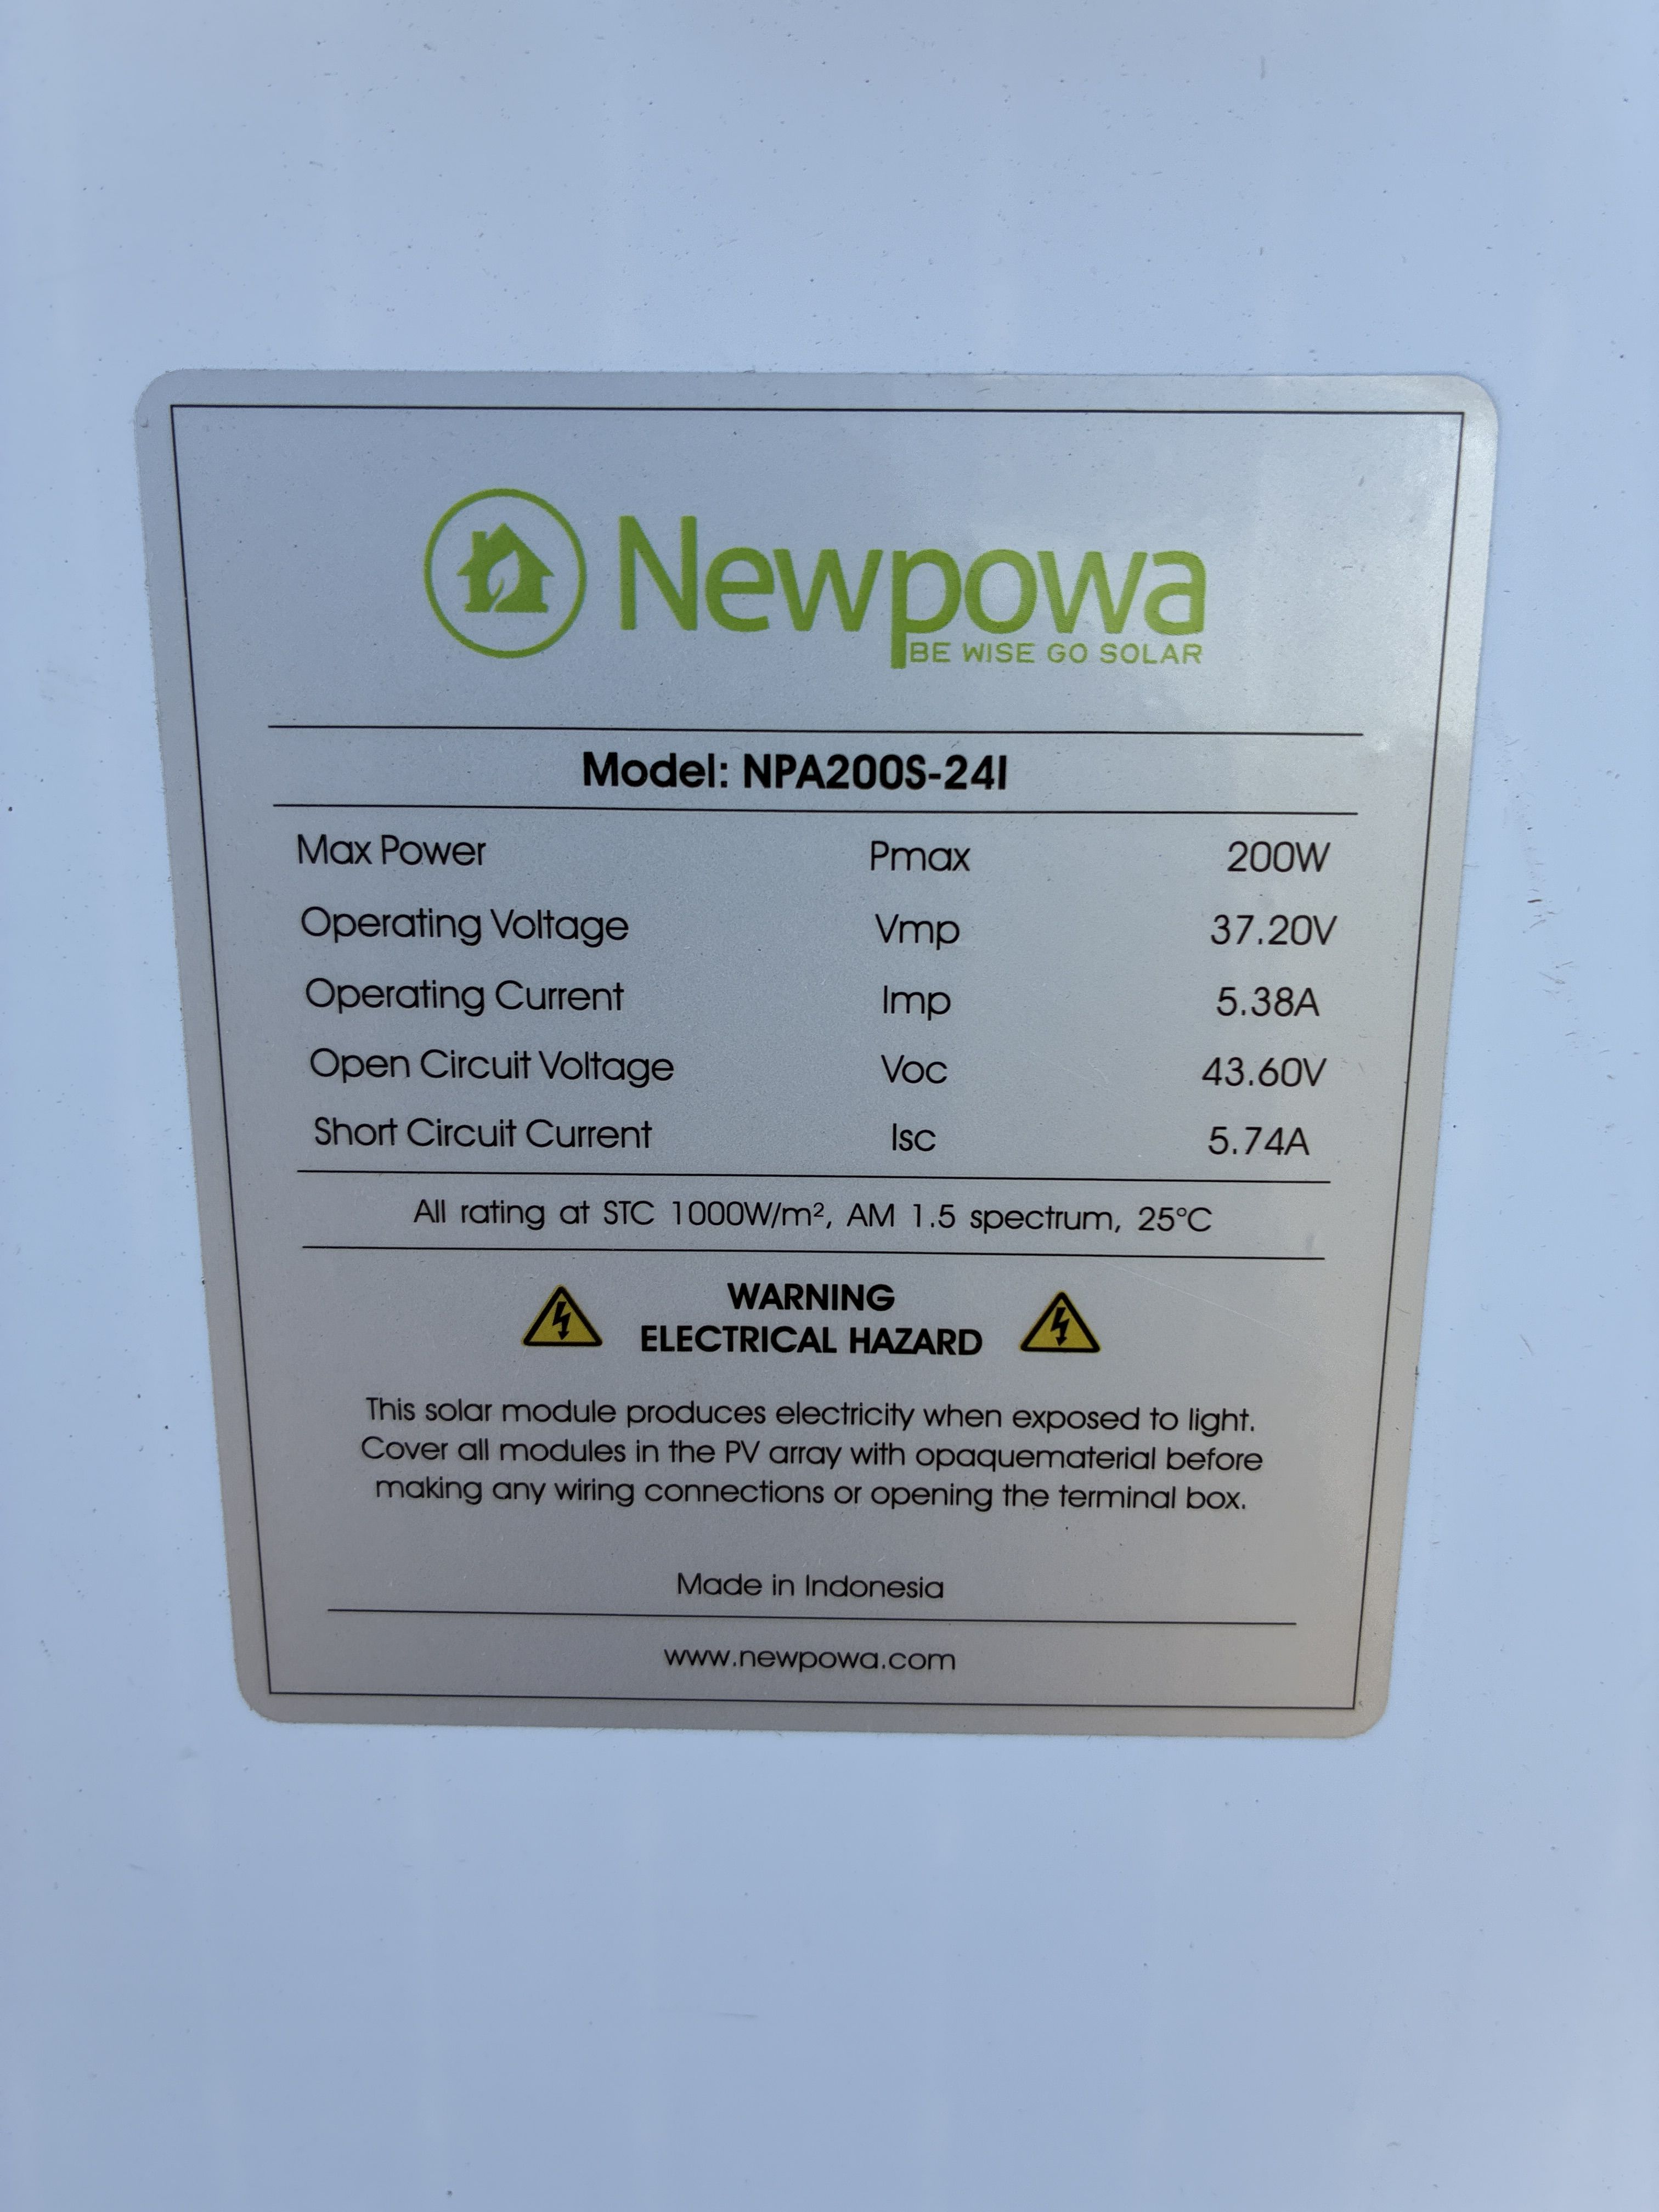 Newpowa
BE WISE GO SOLAR
Model: NPA200S-24I
Max Power Pmax 200W
Operating Voltage Vmp 37.20V
Operating Current Imp 5.38A
Open Circuit Voltage Voc 43.60V
Short Circuit Current Isc 5.74A
All rating at STC 1000W/m², AM 1.5 spectrum, 25°C
WARNING
ELECTRICAL HAZARD
This solar module produces electricity when exposed to light.
Cover all modules in the PV array with opaquematerial before
making any wiring connections or opening the terminal box.
Made in Indonesia
www.newpowa.com